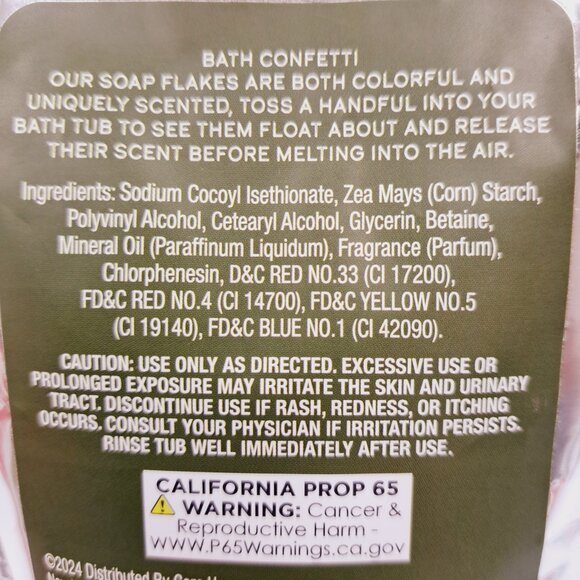 BATH CONFETTI
OUR SOAP FLAKES ARE BOTH COLORFUL AND
UNIQUELY SCENTED, TOSS A HANDFUL INTO YOUR
BATH TUB TO SEE THEM FLOAT ABOUT AND RELEASE
THEIR SCENT BEFORE MELTING INTO THE AIR.
Ingredients: Sodium Cocoyl Isethionate, Zea Mays (Corn) Starch,
Polyvinyl Alcohol, Cetearyl Alcohol, Glycerin, Betaine,
Mineral Oil (Paraffinum Liquidum), Fragrance (Parfum),
Chlorphenesin, D&C RED NO.33 (CI 17200),
FD&C RED NO.4 (CI 14700), FD&C YELLOW NO.5
(CI 19140), FD&C BLUE NO.1 (CI 42090).
CAUTION: USE ONLY AS DIRECTED. EXCESSIVE USE OR
PROLONGED EXPOSURE MAY IRRITATE THE SKIN AND URINARY
TRACT. DISCONTINUE USE IF RASH, REDNESS, OR ITCHING
OCCURS. CONSULT YOUR PHYSICIAN IF IRRITATION PERSISTS.
RINSE TUB WELL IMMEDIATELY AFTER USE.
CALIFORNIA PROP 65
⚠ WARNING: Cancer &
Reproductive Harm -
WWW.P65Warnings.ca.gov
©2024 Distributed By